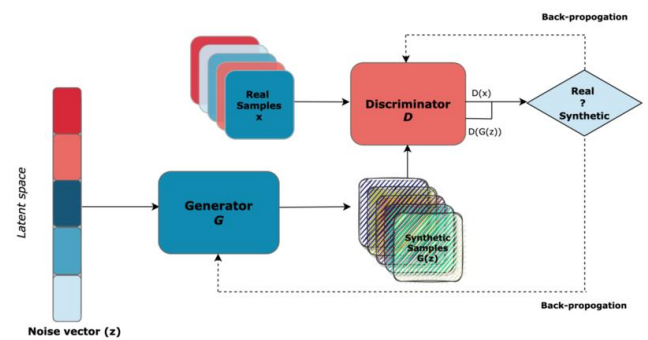 Back-propogation
Real
Samples
x
Discriminator
D
D(x)
D(G(z))
Real
?
Synthetic
Latent space
Generator
G
Synthetic
Samples
G(z)
Back-propogation
Noise vector (z)